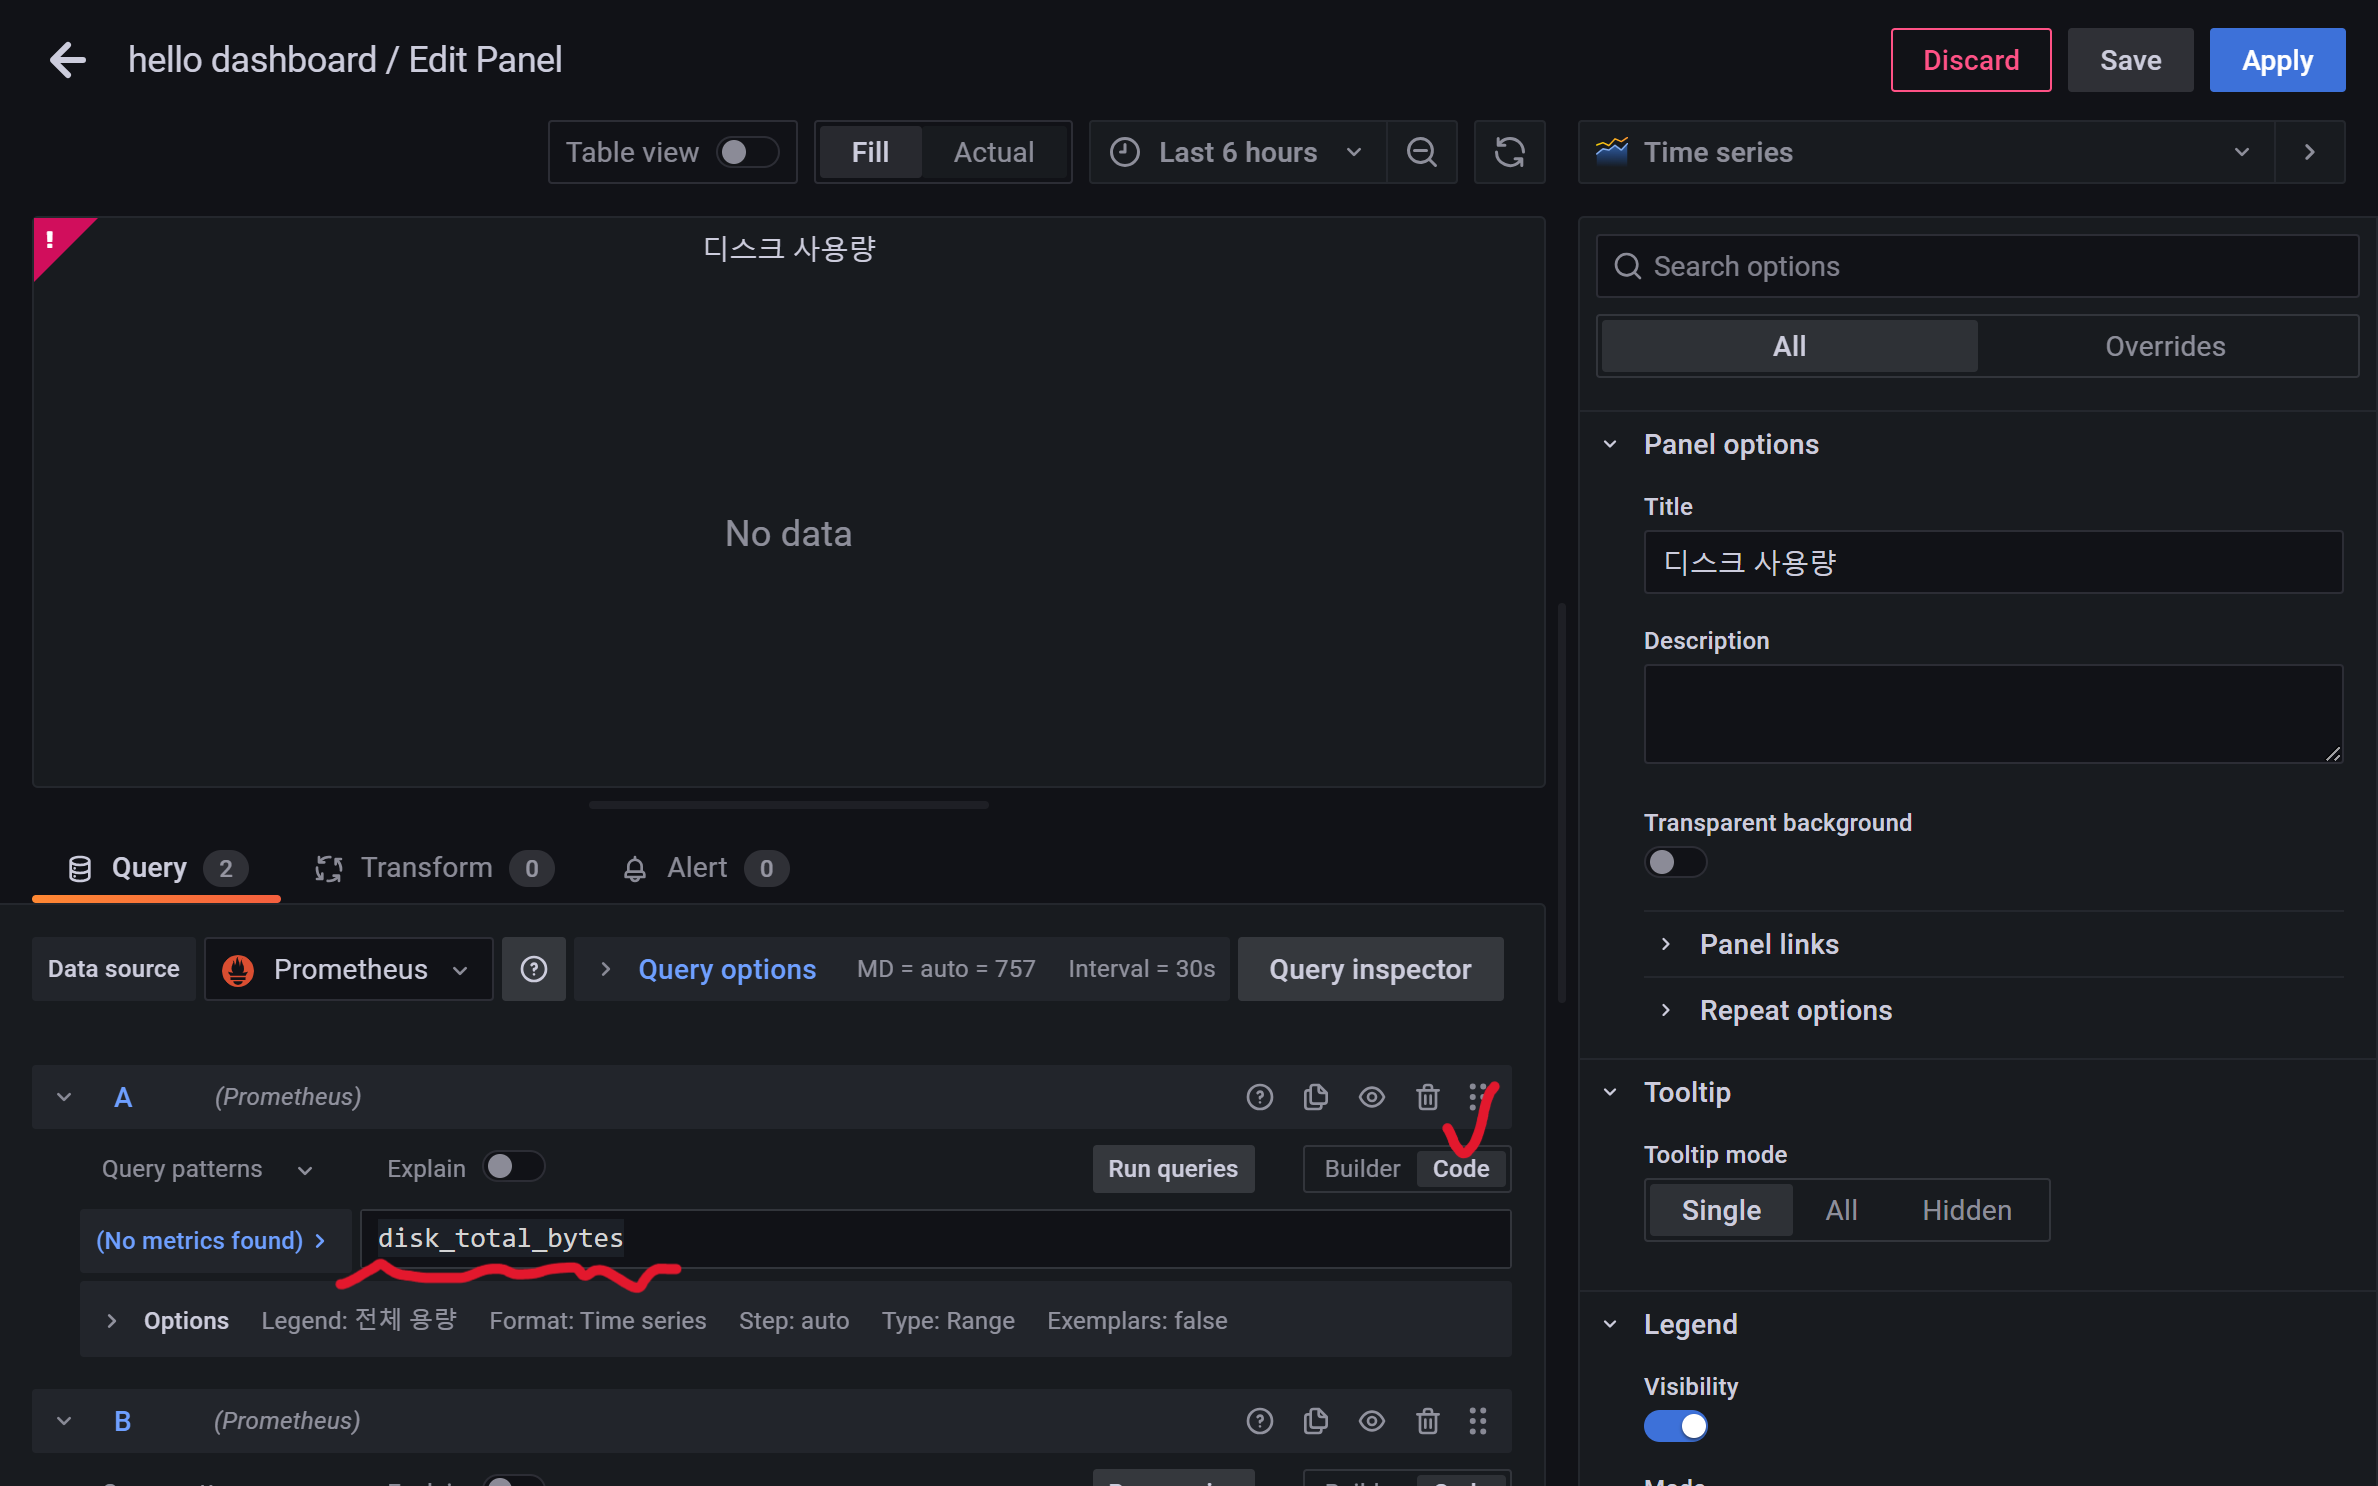 hello dashboard / Edit Panel
Discard
Save
Apply
Table view
Fill
Actual
Last 6 hours
Time series
!
디스크 사용량
No data
Search options
All
Overrides
Panel options
Title
디스크 사용량
Description
Transparent background
Panel links
Repeat options
Tooltip
Tooltip mode
Single
All
Hidden
Legend
Visibility
Query 2
Transform 0
Alert 0
Data source
Prometheus
Query options
MD = auto = 757
Interval = 30s
Query inspector
A
(Prometheus)
Query patterns
Explain
Run queries
Builder
Code
(No metrics found)
disk_total_bytes
Options
Legend: 전체 용량
Format: Time series
Step: auto
Type: Range
Exemplars: false
B
(Prometheus)